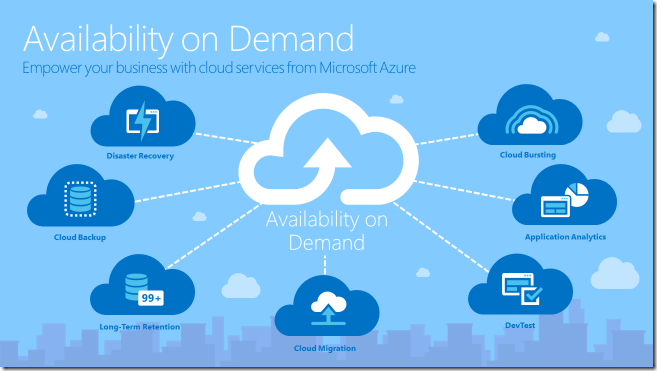 Availability on Demand
Empower your business with cloud services from Microsoft Azure
Disaster Recovery
Cloud Bursting
Cloud Backup
Availability on
Demand
Application Analytics
99+
Long-Term Retention
DevTest
Cloud Migration